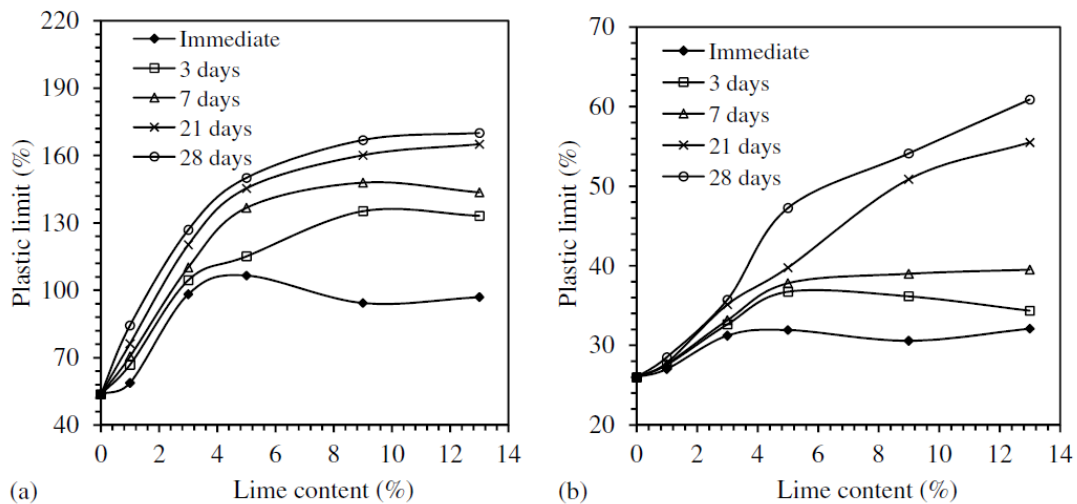 220
190
160
130
100
70
40
Plastic limit (%)
Immediate
3 days
7 days
21 days
28 days
0 2 4 6 8 10 12 14
(a) Lime content (%)
70
60
50
40
30
20
Plastic limit (%)
Immediate
3 days
7 days
21 days
28 days
0 2 4 6 8 10 12 14
(b) Lime content (%)